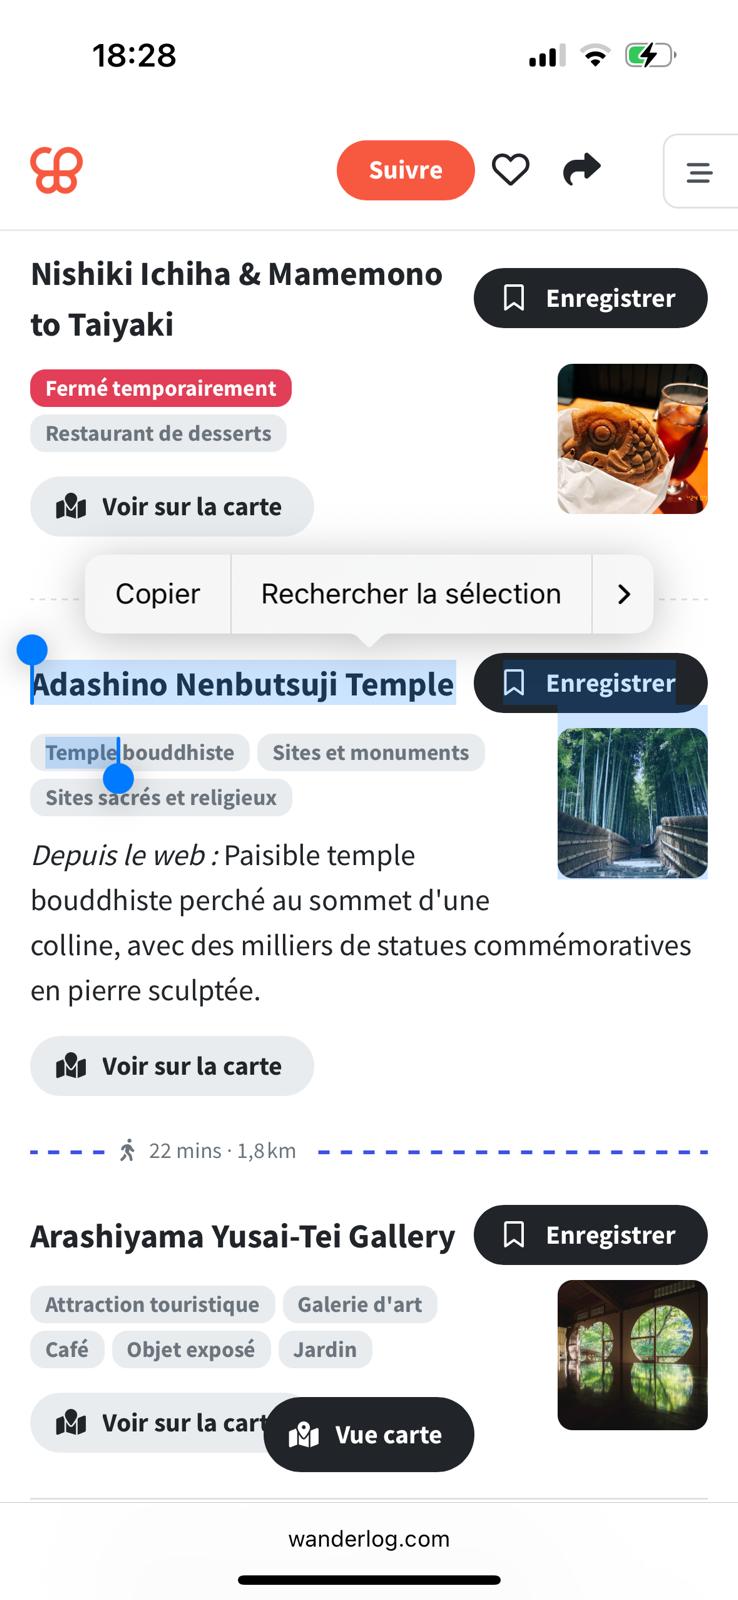 18:28
Suivre
Nishiki Ichiha & Mamemono
to Taiyaki
Enregistrer
Fermé temporairement
Restaurant de desserts
Voir sur la carte
Copier
Rechercher la sélection
Adashino Nenbutsuji Temple
Enregistrer
Temple bouddhiste
Sites et monuments
Sites sacrés et religieux
Depuis le web : Paisible temple
bouddhiste perché au sommet d'une
colline, avec des milliers de statues commémoratives
en pierre sculptée.
Voir sur la carte
22 mins · 1,8 km
Arashiyama Yusai-Tei Gallery
Enregistrer
Attraction touristique
Galerie d'art
Café
Objet exposé
Jardin
Voir sur la cart
Vue carte
wanderlog.com